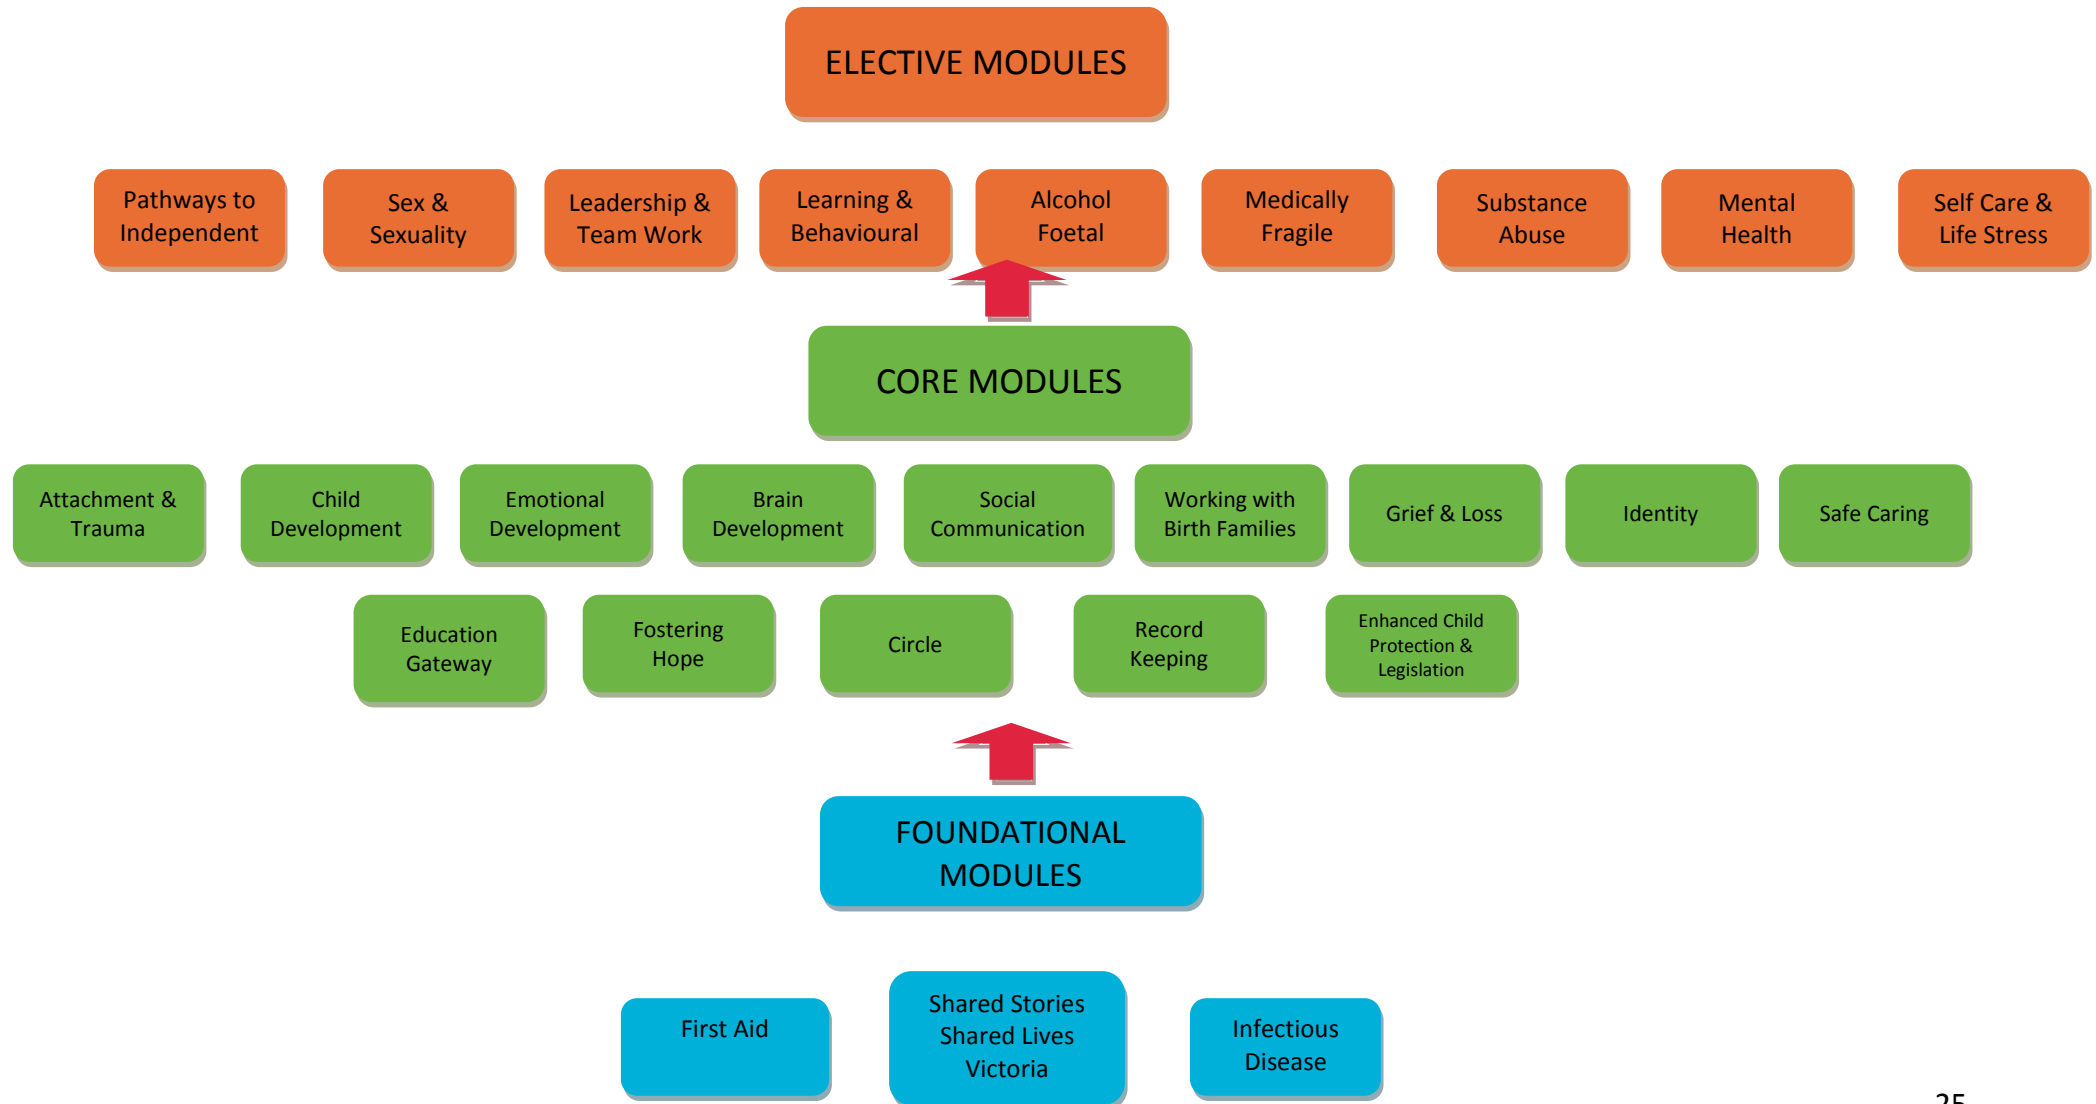 ELECTIVE MODULES
Pathways to
Independent
Sex &
Sexuality
Leadership &
Team Work
Learning &
Behavioural
Alcohol
Foetal
Medically
Fragile
Substance
Abuse
Mental
Health
Self Care &
Life Stress
CORE MODULES
Attachment &
Trauma
Child
Development
Emotional
Development
Brain
Development
Social
Communication
Working with
Birth Families
Grief & Loss
Identity
Safe Caring
Education
Gateway
Fostering
Hope
Circle
Record
Keeping
Enhanced Child
Protection &
Legislation
FOUNDATIONAL
MODULES
First Aid
Shared Stories
Shared Lives
Victoria
Infectious
Disease
25